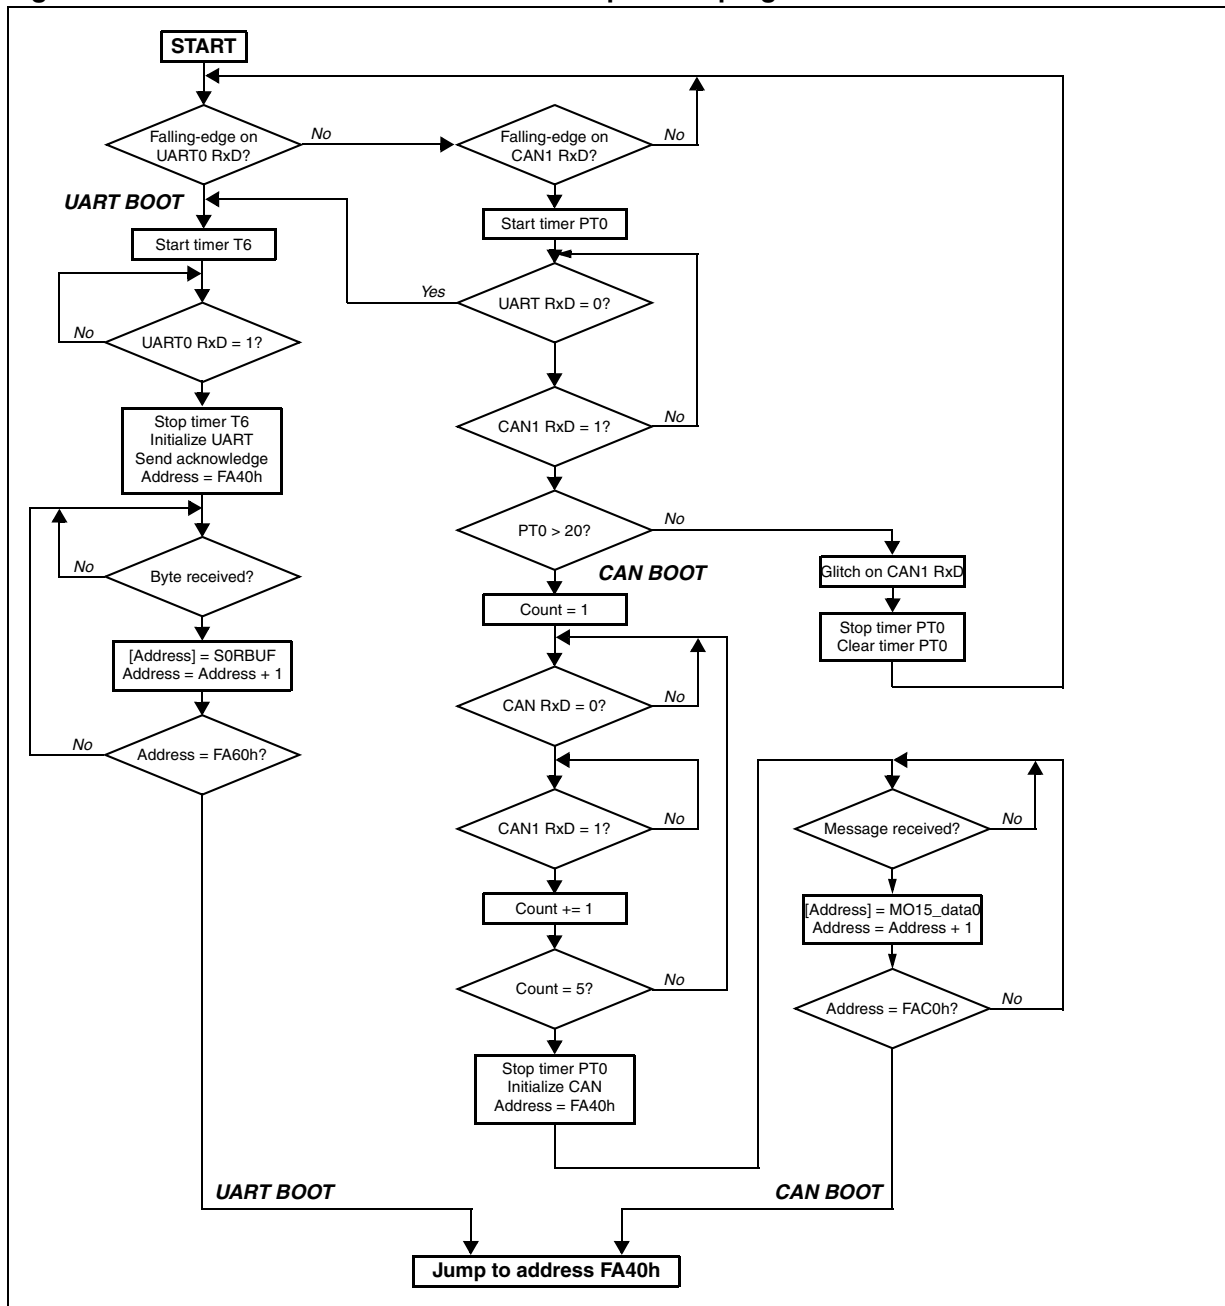 START
Falling-edge on
UART0 RxD?
No
Falling-edge on
CAN1 RxD?
No
UART BOOT
Start timer T6
Start timer PT0
Yes
UART RxD = 0?
No
UART0 RxD = 1?
CAN1 RxD = 1?
No
Stop timer T6
Initialize UART
Send acknowledge
Address = FA40h
PT0 > 20?
No
No
Byte received?
CAN BOOT
Glitch on CAN1 RxD
Count = 1
Stop timer PT0
Clear timer PT0
[Address] = S0RBUF
Address = Address + 1
CAN RxD = 0?
No
No
Address = FA60h?
CAN1 RxD = 1?
No
Message received?
No
Count += 1
[Address] = MO15_data0
Address = Address + 1
Count = 5?
No
Address = FAC0h?
No
Stop timer PT0
Initialize CAN
Address = FA40h
UART BOOT
CAN BOOT
Jump to address FA40h